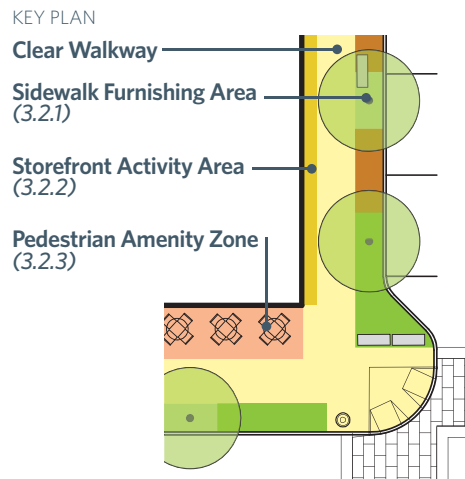 KEY PLAN
Clear Walkway
Sidewalk Furnishing Area
(3.2.1)
Storefront Activity Area
(3.2.2)
Pedestrian Amenity Zone
(3.2.3)